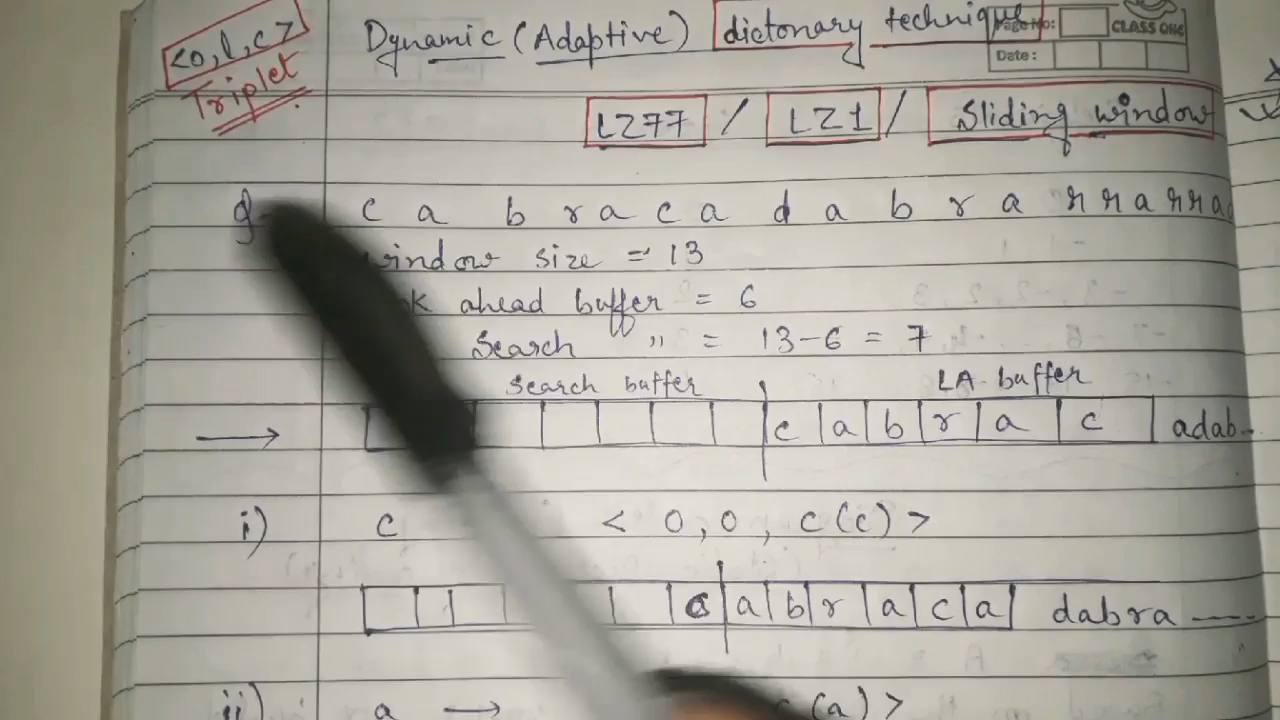 <o,l,c>
Triplet
Dynamic (Adaptive) dictonary technique
Page No:
CLASS ONE
Date:
LZ77 / LZ1 / Sliding window
c a b r a c a d a b r a r r a r r a
window size = 13
ahead buffer = 6
Search " = 13-6 = 7
Search buffer
LA buffer
c a b r a c adab
i) c < 0, 0, c(c) >
c a b r a c a dabra
ii) a → c(a) >